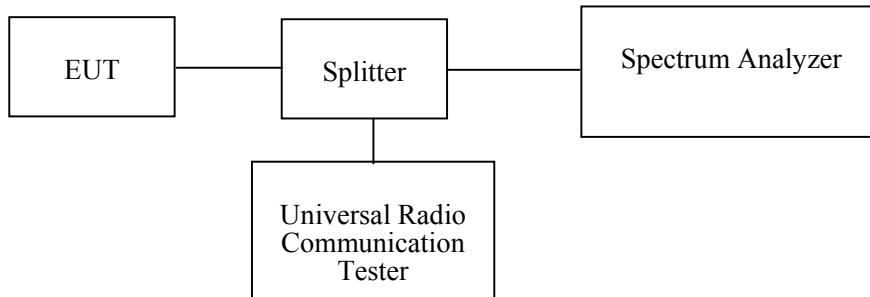 EUT
Splitter
Spectrum Analyzer
Universal Radio
Communication
Tester